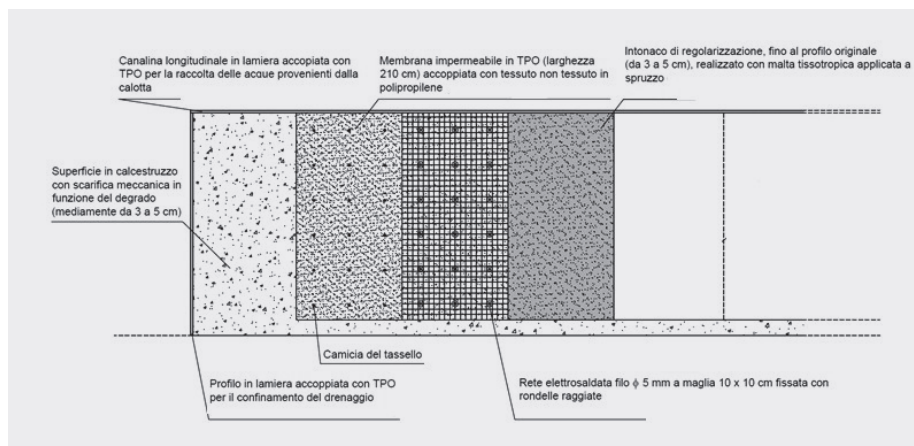 Canalina longitudinale in lamiera accopiata con
TPO per la raccolta delle acque provenienti dalla
calotta
Membrana impermeabile in TPO (larghezza
210 cm) accoppiata con tessuto non tessuto in
polipropilene
Intonaco di regolarizzazione, fino al profilo originale
(da 3 a 5 cm), realizzato con malta tissotropica applicata a
spruzzo
Superficie in calcestruzzo
con scarifica meccanica in
funzione del degrado
(mediamente da 3 a 5 cm)
Camicia del tassello
Profilo in lamiera accoppiata con TPO
per il confinamento del drenaggio
Rete elettrosaldata filo ϕ 5 mm a maglia 10 x 10 cm fissata con
rondelle raggiate